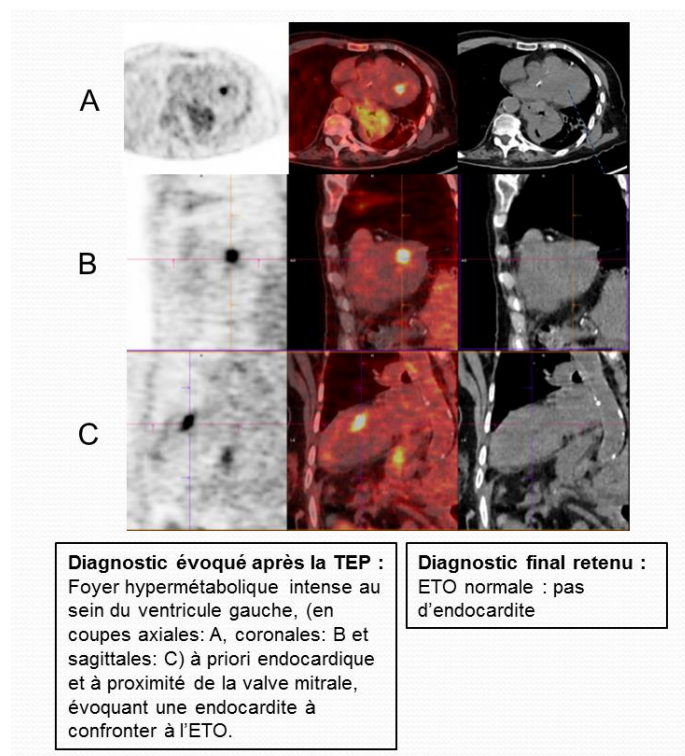 A
B
C
Diagnostic évoqué après la TEP :
Foyer hypermétabolique intense au
sein du ventricule gauche, (en
coupes axiales: A, coronales: B et
sagittales: C) à priori endocardique
et à proximité de la valve mitrale,
évoquant une endocardite à
confronter à l’ETO.
Diagnostic final retenu :
ETO normale : pas
d’endocardite